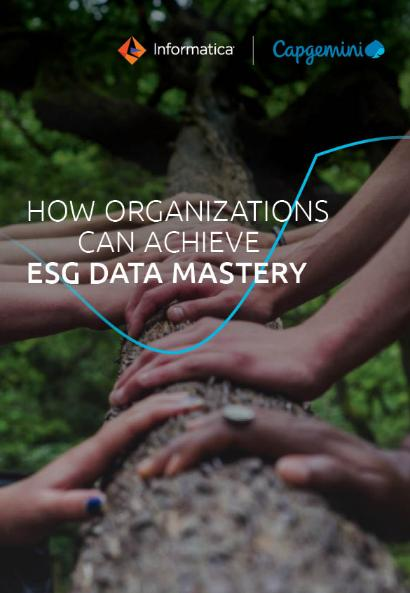 Informatica
Capgemini
HOW ORGANIZATIONS
CAN ACHIEVE
ESG DATA MASTERY